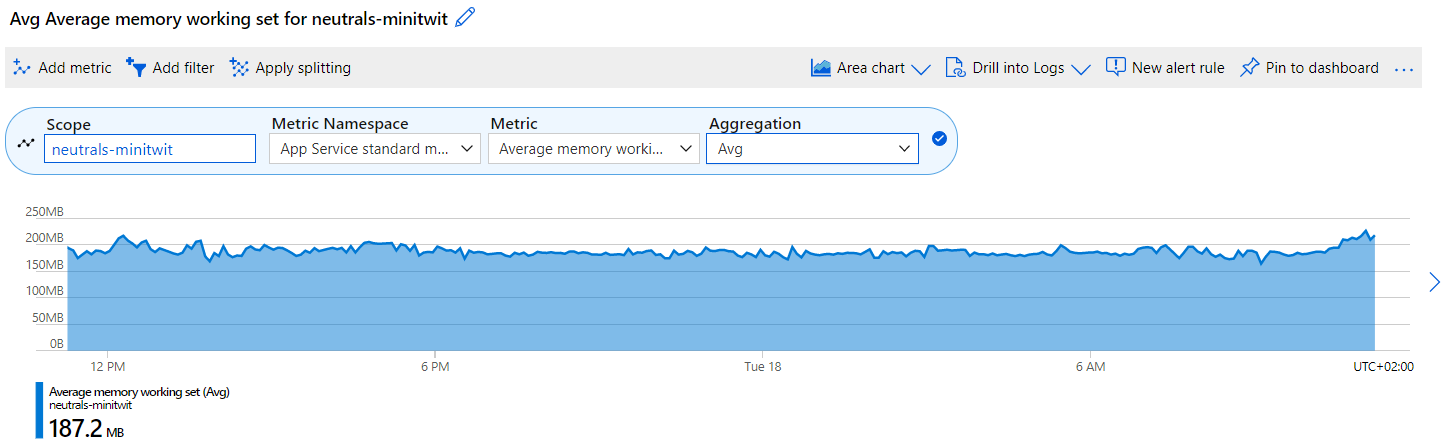 Avg Average memory working set for neutrals-minitwit
Add metric Add filter Apply splitting Area chart Drill into Logs New alert rule Pin to dashboard ...
Scope Metric Namespace Metric Aggregation
neutrals-minitwit App Service standard m... Average memory worki... Avg
250MB
200MB
150MB
100MB
50MB
0B
12 PM 6 PM Tue 18 6 AM UTC+02:00
Average memory working set (Avg)
neutrals-minitwit
187.2 MB